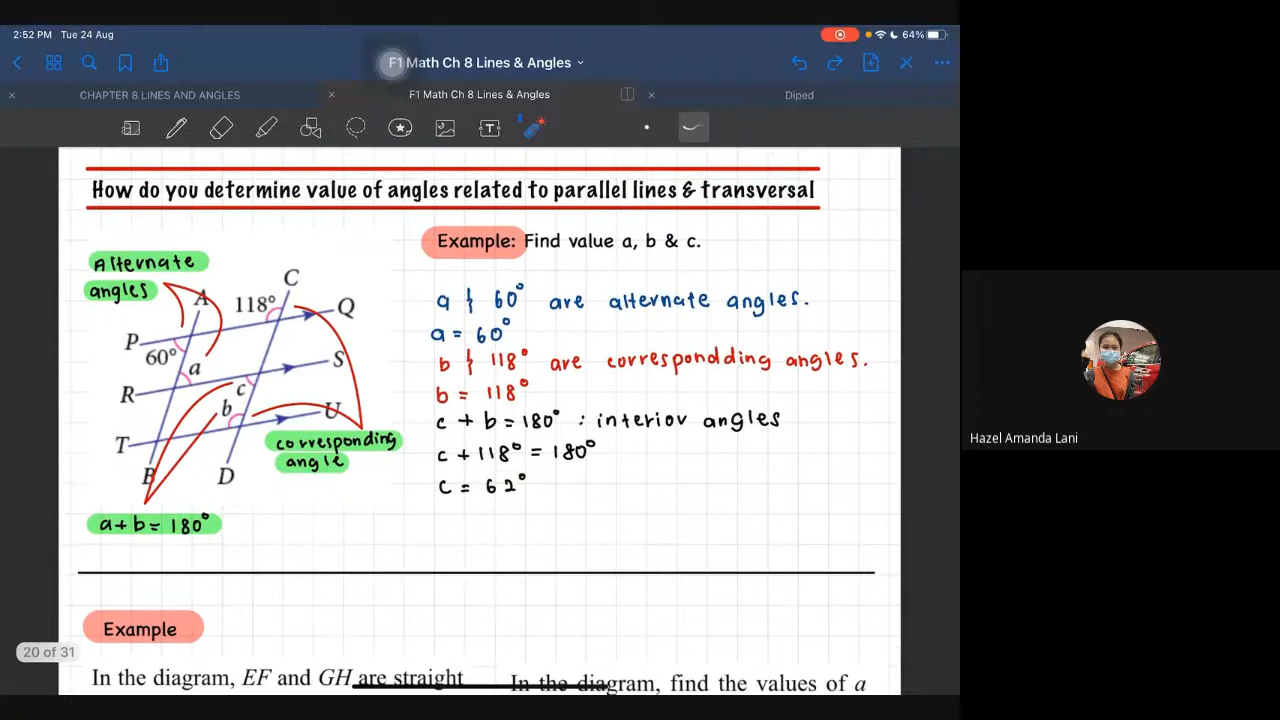 2:52 PM Tue 24 Aug
64%
F1 Math Ch 8 Lines & Angles
CHAPTER 8 LINES AND ANGLES
F1 Math Ch 8 Lines & Angles
Diped
T
How do you determine value of angles related to parallel lines & transversal
Example: Find value a, b & c.
Alternate
angles
A
118°
C
Q
P
60°
a
S
R
c
b
U
T
B
D
corresponding
angle
a+b = 180°
a } 60° are alternate angles.
a = 60°
b } 118° are correspondding angles.
b = 118°
c + b = 180° : interior angles
c + 118° = 180°
c = 62°
Hazel Amanda Lani
Example
20 of 31
In the diagram, EF and GH are straight
In the diagram, find the values of a